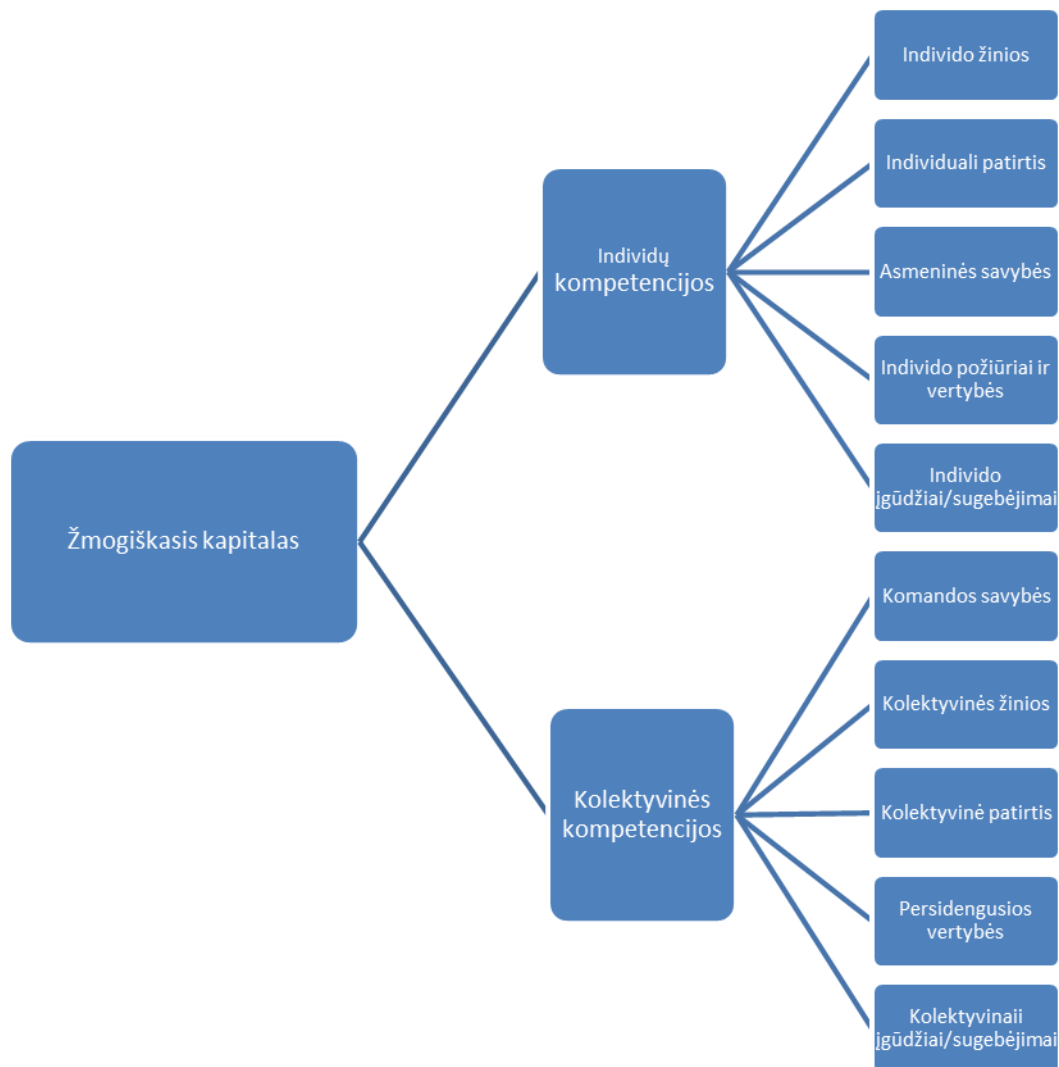 Individo žinios
Individuali patirtis
Individų
kompetencijos
Asmeninės savybės
Individo požiūriai ir
vertybės
Individo
įgūdžiai/sugebėjimai
Žmogiškasis kapitalas
Komandos savybės
Kolektyvinės žinios
Kolektyvinės
kompetencijos
Kolektyvinė patirtis
Persidengusios
vertybės
Kolektyvinaii
įgūdžiai/sugebėjimai